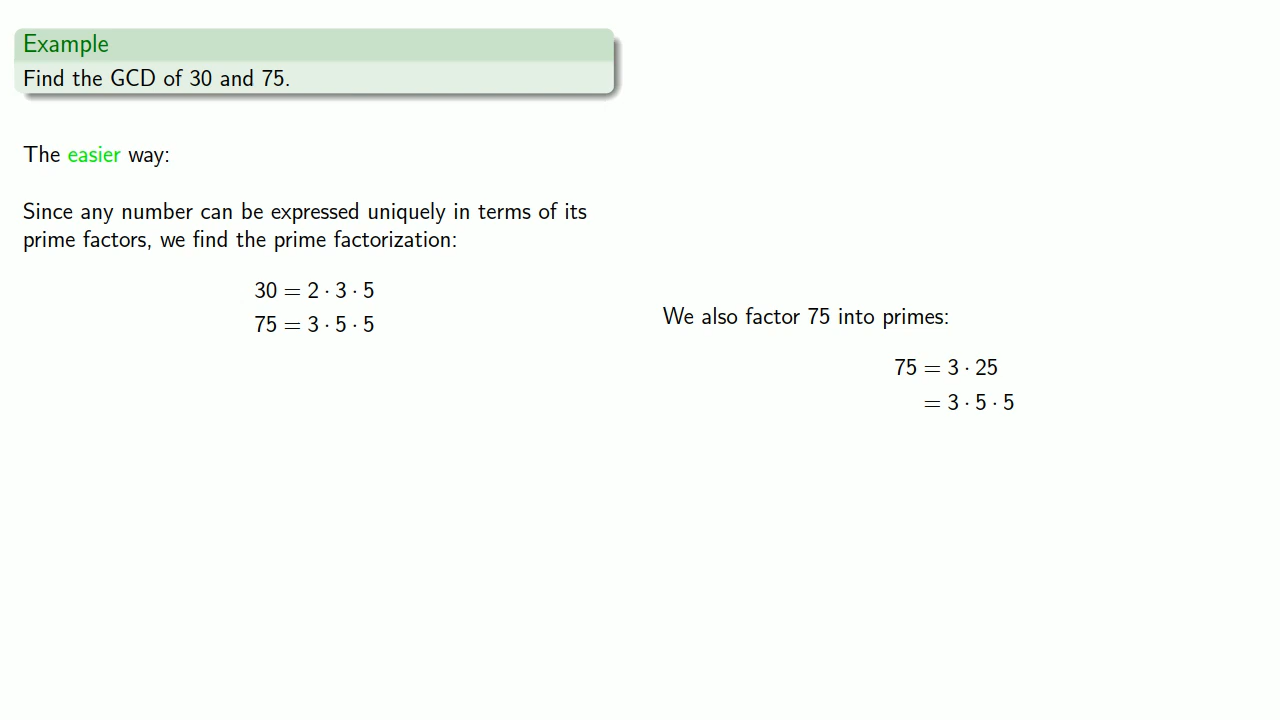 Example
Find the GCD of 30 and 75.
The easier way:
Since any number can be expressed uniquely in terms of its
prime factors, we find the prime factorization:
30 = 2 · 3 · 5
75 = 3 · 5 · 5
We also factor 75 into primes:
75 = 3 · 25
= 3 · 5 · 5